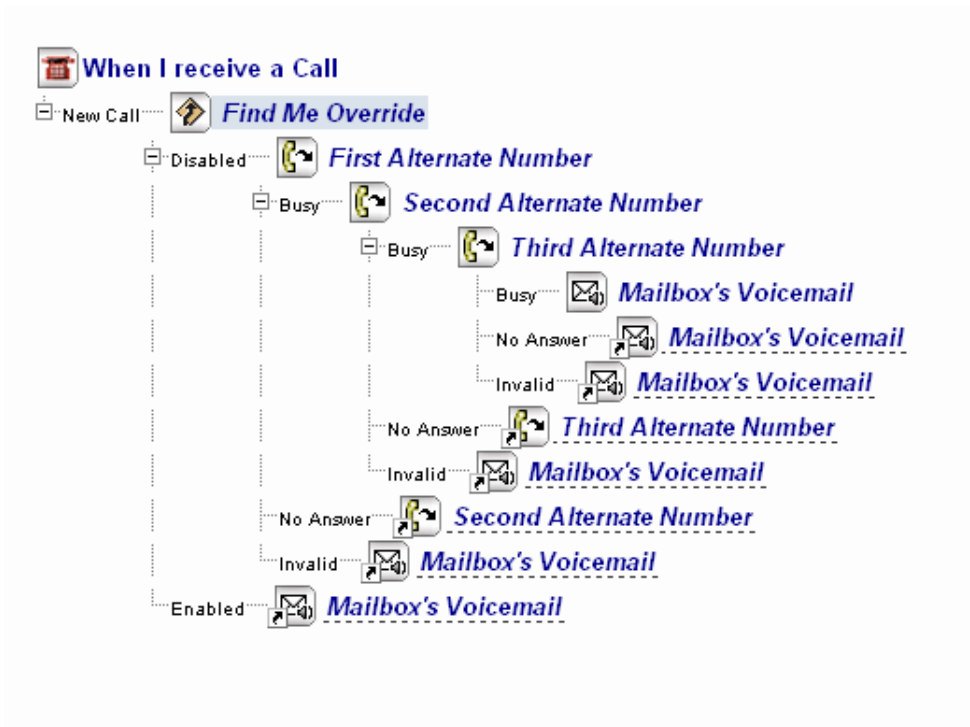 When I receive a Call
New Call Find Me Override
Disabled First Alternate Number
Busy Second Alternate Number
Busy Third Alternate Number
Busy Mailbox's Voicemail
No Answer Mailbox's Voicemail
Invalid Mailbox's Voicemail
No Answer Third Alternate Number
Invalid Mailbox's Voicemail
No Answer Second Alternate Number
Invalid Mailbox's Voicemail
Enabled Mailbox's Voicemail